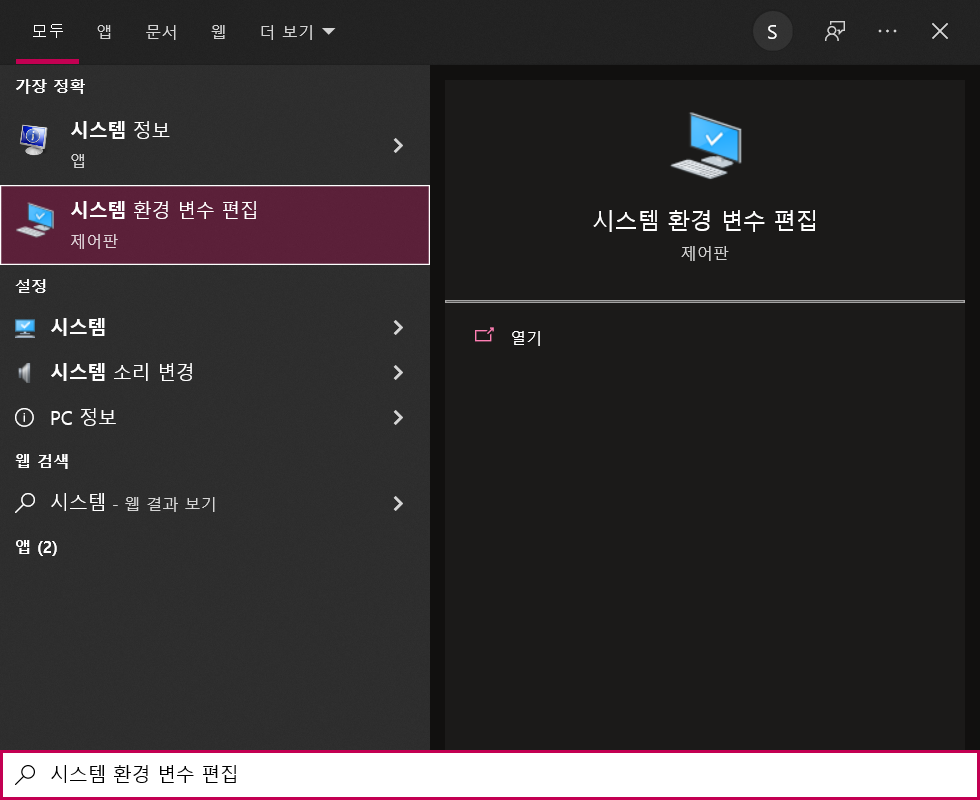 모두 앱 문서 웹 더 보기 S
가장 정확
시스템 정보
앱
시스템 환경 변수 편집
제어판
설정
시스템
시스템 소리 변경
PC 정보
웹 검색
시스템 - 웹 결과 보기
앱 (2)
시스템 환경 변수 편집
제어판
열기
시스템 환경 변수 편집